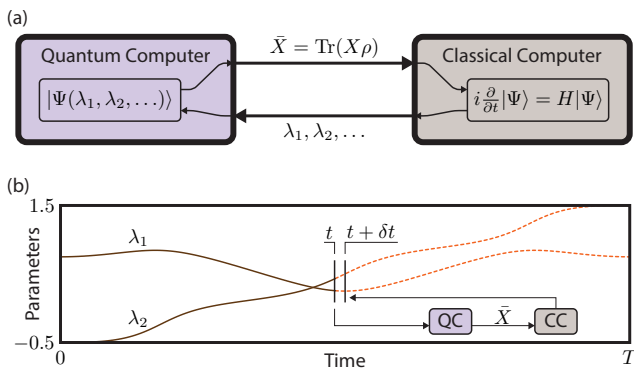 (a)
Quantum Computer
|Ψ(λ₁, λ₂, …)⟩
X̄ = Tr(Xρ)
λ₁, λ₂, …
Classical Computer
i ∂/∂t |Ψ⟩ = H|Ψ⟩
(b)
1.5
Parameters
-0.5
λ₁
λ₂
t
t + δt
QC
X̄
CC
0
Time
T